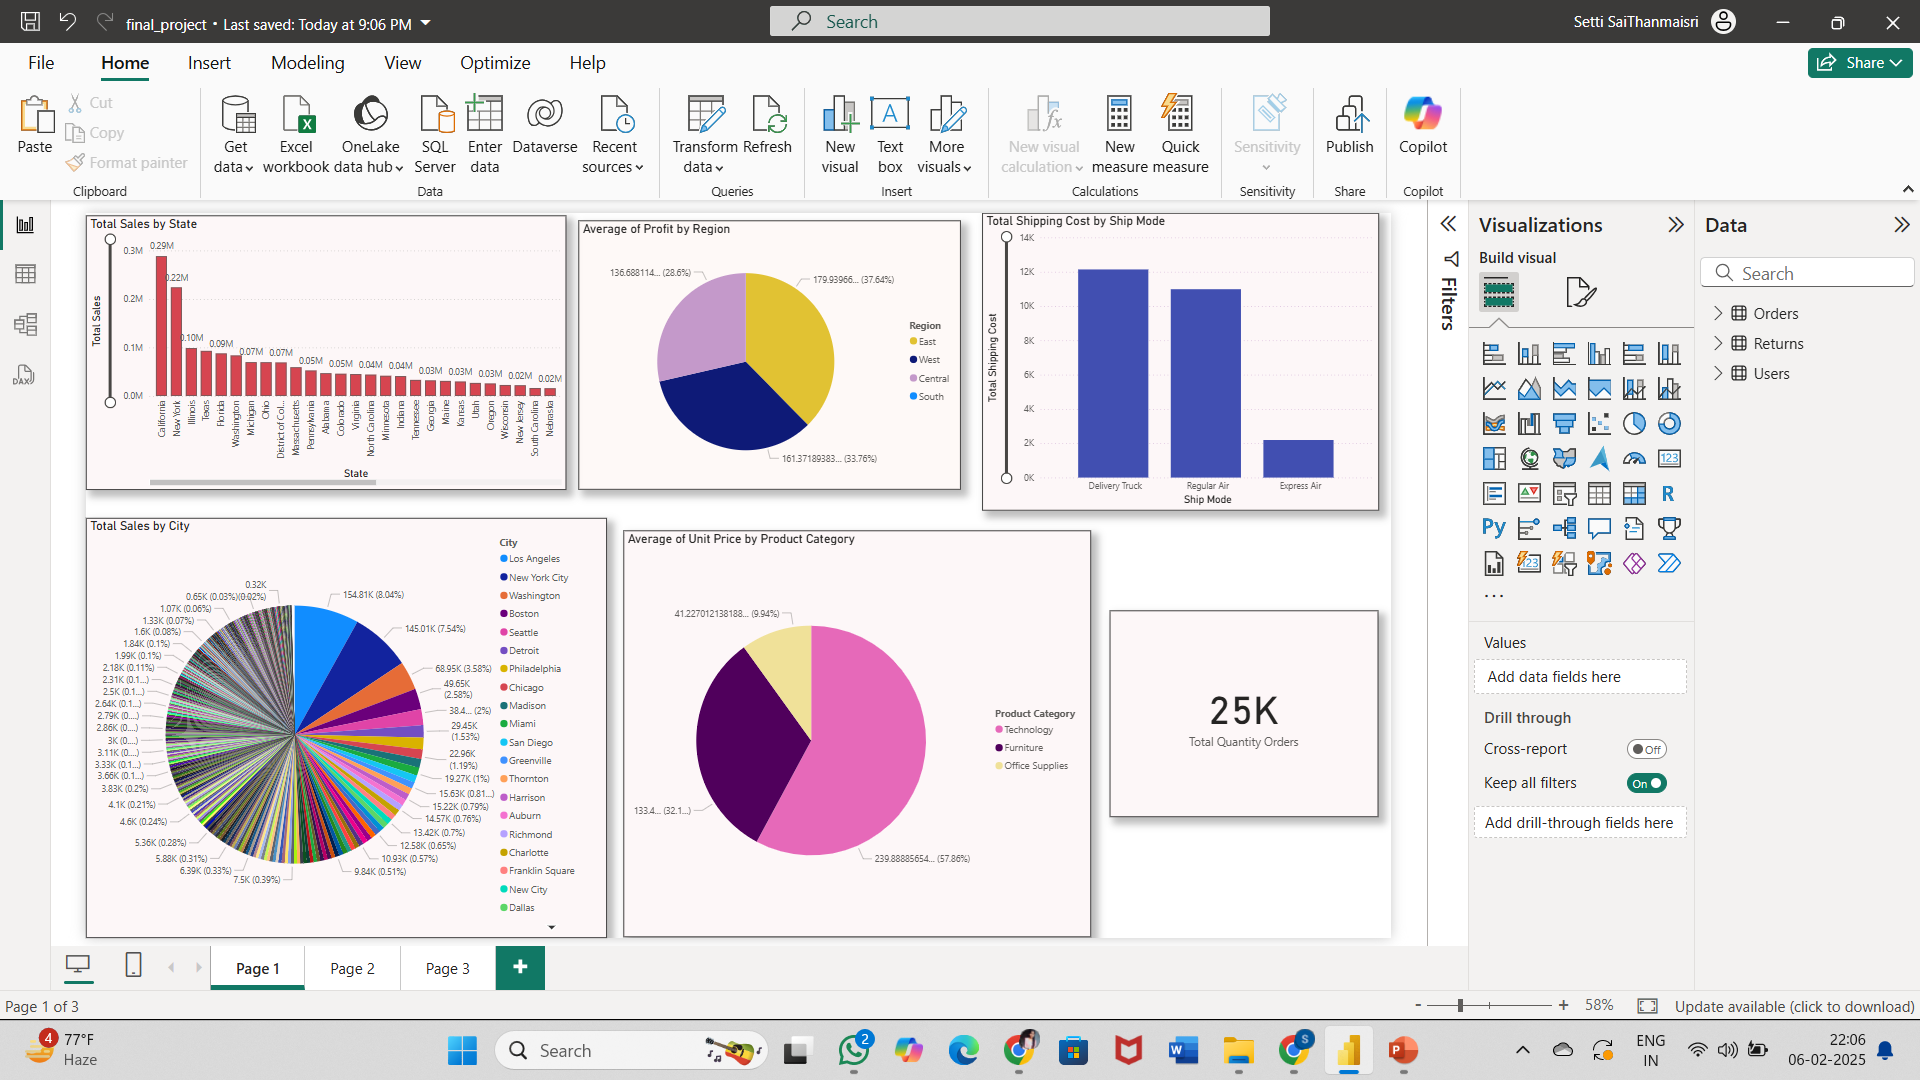 final_project • Last saved: Today at 9:06 PM
Search
Setti SaiThanmaisri
File
Home
Insert
Modeling
View
Optimize
Help
Share
Paste
Cut
Copy
Format painter
Clipboard
Get data
Excel workbook
OneLake data hub
SQL Server
Enter data
Dataverse
Recent sources
Data
Transform data
Refresh
Queries
New visual
Text box
More visuals
Insert
New visual calculation
New measure
Quick measure
Calculations
Sensitivity
Sensitivity
Publish
Share
Copilot
Copilot
Total Sales by State
Total Sales
0.3M
0.2M
0.1M
0.0M
0.29M
0.22M
0.10M
0.09M
0.07M
0.07M
0.05M
0.05M
0.04M
0.04M
0.03M
0.03M
0.03M
0.02M
0.02M
California
New York
Illinois
Texas
Florida
Washington
Michigan
Ohio
District of Col...
Massachusetts
Pennsylvania
Alabama
Colorado
Virginia
North Carolina
Minnesota
Indiana
Tennessee
Georgia
Maine
Kansas
Utah
Oregon
Wisconsin
New Jersey
South Carolina
Nebraska
State
Average of Profit by Region
136.688114... (28.6%)
179.93966... (37.64%)
161.37189383... (33.76%)
Region
East
West
Central
South
Total Shipping Cost by Ship Mode
Total Shipping Cost
14K
12K
10K
8K
6K
4K
2K
0K
Delivery Truck
Regular Air
Express Air
Ship Mode
Total Sales by City
0.32K
0.65K (0.03%)(0.02%)
1.07K (0.06%)
1.33K (0.07%)
1.6K (0.08%)
1.84K (0.1%)
1.99K (0.1%)
2.18K (0.11%)
2.31K (0.1...)
2.5K (0.1...)
2.64K (0.1...)
2.79K (0....)
2.86K (0....)
3K (0....)
3.11K (0....)
3.33K (0.1...)
3.66K (0.1...)
3.83K (0.2%)
4.1K (0.21%)
4.6K (0.24%)
5.36K (0.28%)
5.88K (0.31%)
6.39K (0.33%)
7.5K (0.39%)
154.81K (8.04%)
145.01K (7.54%)
68.95K (3.58%)
49.65K
(2.58%)
38.4... (2%)
29.45K
(1.53%)
22.96K
(1.19%)
19.27K (1%)
15.63K (0.81...)
15.22K (0.79%)
14.57K (0.76%)
13.42K (0.7%)
12.58K (0.65%)
10.93K (0.57%)
9.84K (0.51%)
City
Los Angeles
New York City
Washington
Boston
Seattle
Detroit
Philadelphia
Chicago
Madison
Miami
San Diego
Greenville
Thornton
Harrison
Auburn
Richmond
Charlotte
Franklin Square
New City
Dallas
Average of Unit Price by Product Category
41.227012138188... (9.94%)
133.4... (32.1...)
239.88885654... (57.86%)
Product Category
Technology
Furniture
Office Supplies
25K
Total Quantity Orders
Filters
Visualizations
Build visual
R
Py
123
...
Values
Add data fields here
Drill through
Cross-report
Off
Keep all filters
On
Add drill-through fields here
Data
Search
Orders
Returns
Users
Page 1
Page 2
Page 3
+
Page 1 of 3
- + 58%
Update available (click to download)
4
77°F
Haze
Search
2
S
ENG
IN
22:06
06-02-2025